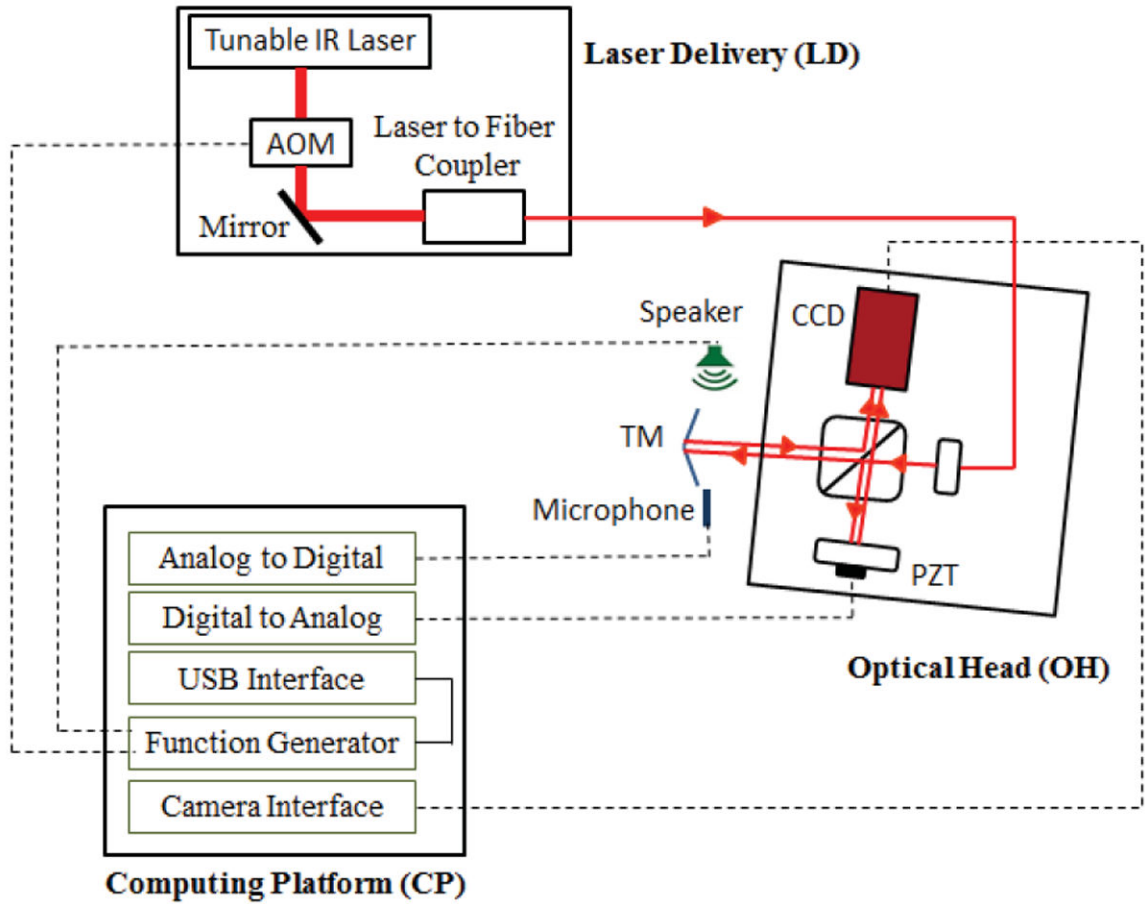 Tunable IR Laser
Laser Delivery (LD)
AOM
Laser to Fiber
Coupler
Mirror
Speaker
CCD
TM
Microphone
PZT
Optical Head (OH)
Analog to Digital
Digital to Analog
USB Interface
Function Generator
Camera Interface
Computing Platform (CP)